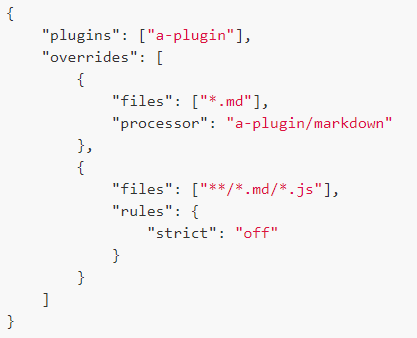 {
    "plugins": ["a-plugin"],
    "overrides": [
        {
            "files": ["*.md"],
            "processor": "a-plugin/markdown"
        },
        {
            "files": ["**/*.md/*.js"],
            "rules": {
                "strict": "off"
            }
        }
    ]
}